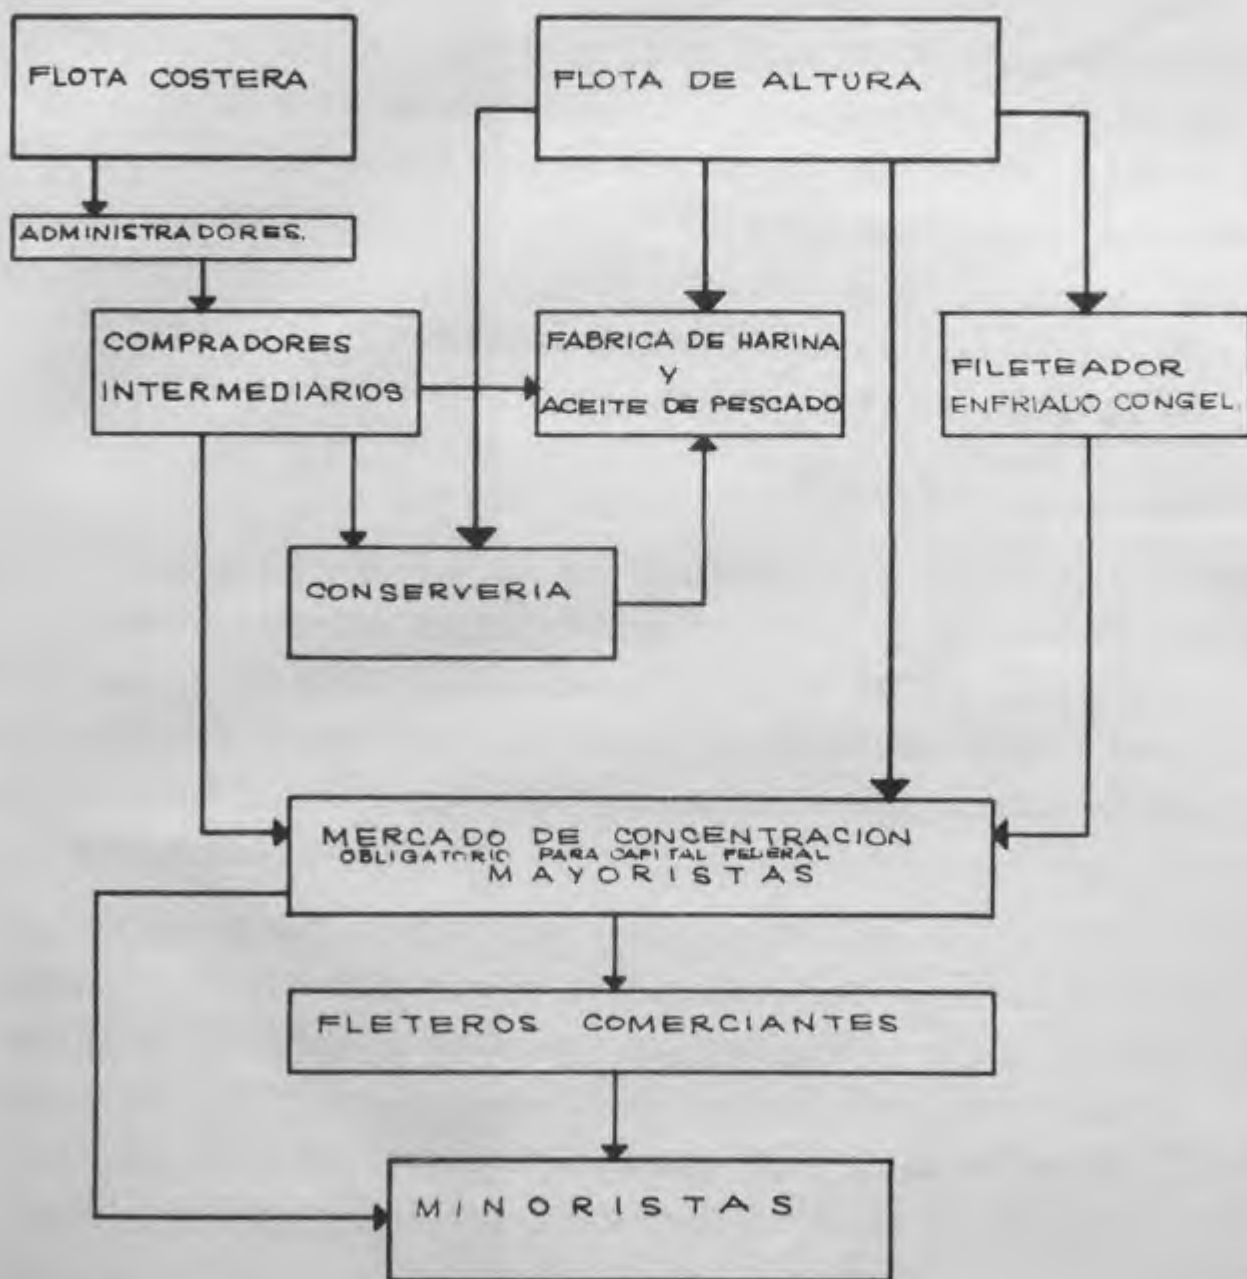 FLOTA COSTERA
FLOTA DE ALTURA
ADMINISTRADORES.
COMPRADORES
INTERMEDIARIOS
FABRICA DE HARINA
Y
ACEITE DE PESCADO
FILETEADOR
ENFRIADO CONGEL.
CONSERVERIA
MERCADO DE CONCENTRACION
OBLIGATORIO PARA CAPITAL FEDERAL
MAYORISTAS
FLETEROS COMERCIANTES
MINORISTAS